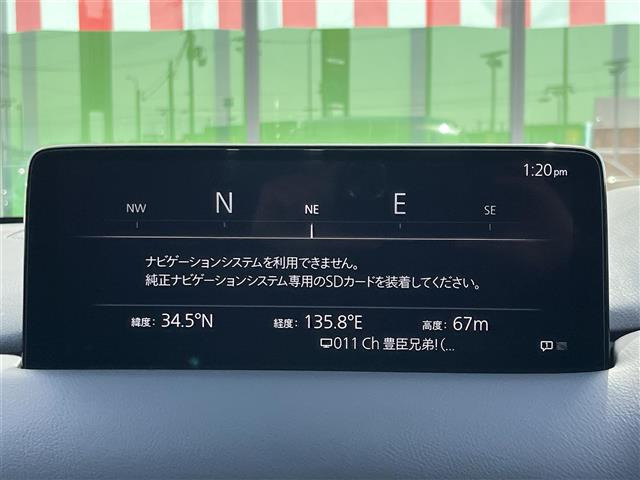 1:20pm
NW N NE E SE
ナビゲーションシステムを利用できません。
純正ナビゲーションシステム専用のSDカードを装着してください。
緯度: 34.5°N 経度: 135.8°E 高度: 67m
011 Ch 豊臣兄弟!(...